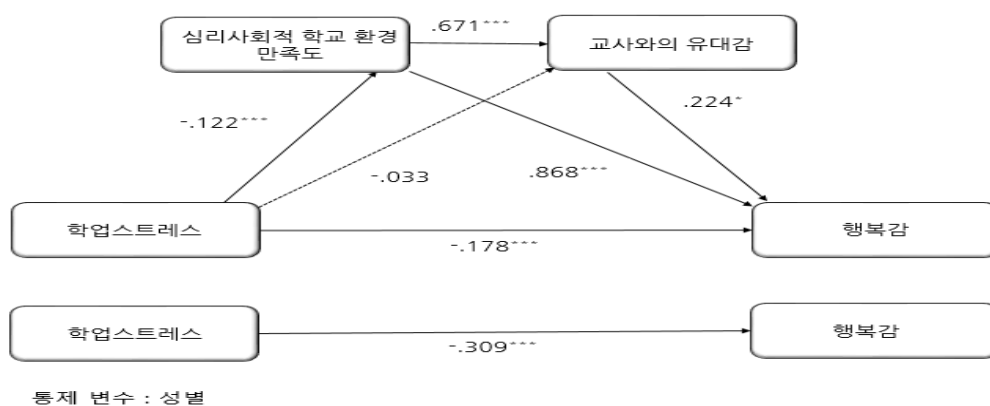 심리사회적 학교 환경
만족도
.671***
교사와의 유대감
-.122***
.224*
-.033
.868***
학업스트레스
행복감
-.178***
학업스트레스
행복감
-.309***
통제 변수 : 성별